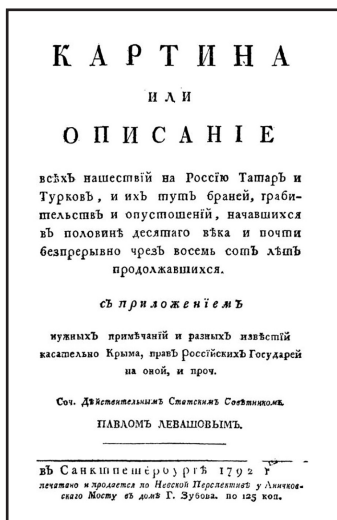 КАРТИНА
ИЛИ
ОПИСАНІЕ
всѣхъ нашествій на Россію Татаръ и
Турковъ, и ихъ тутъ браней, граби-
тельствъ и опустошеній, начавшихся
въ половинѣ десятаго вѣка и почти
безпрерывно чрезъ восемь сотъ лѣтъ
продолжавшихся.
съ приложеніемъ
нужныхъ примѣчаній и разныхъ извѣстій
касательно Крыма, правъ Россійскихъ Государей
на оной, и проч.
Соч. Дѣйствительнымъ Статскимъ Совѣтникомъ
ПАВЛОМЪ ЛЕВАШОВЫМЪ.
въ Санктпетербургѣ 1792 г
печатано и продается по Невской Перспективѣ у Аничков-
скаго Мосту въ домѣ Г. Зубова. по 125 коп.